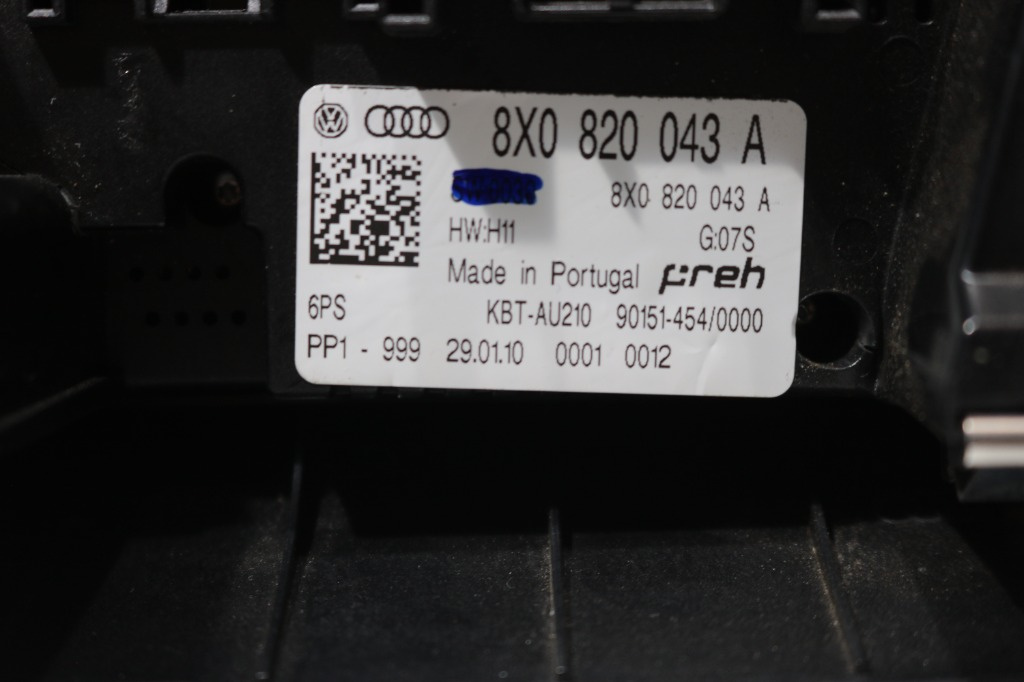 8X0 820 043 A
8X0 820 043 A
HW:H11 G:07S
Made in Portugal preh
6PS KBT-AU210 90151-454/0000
PP1 - 999 29.01.10 0001 0012